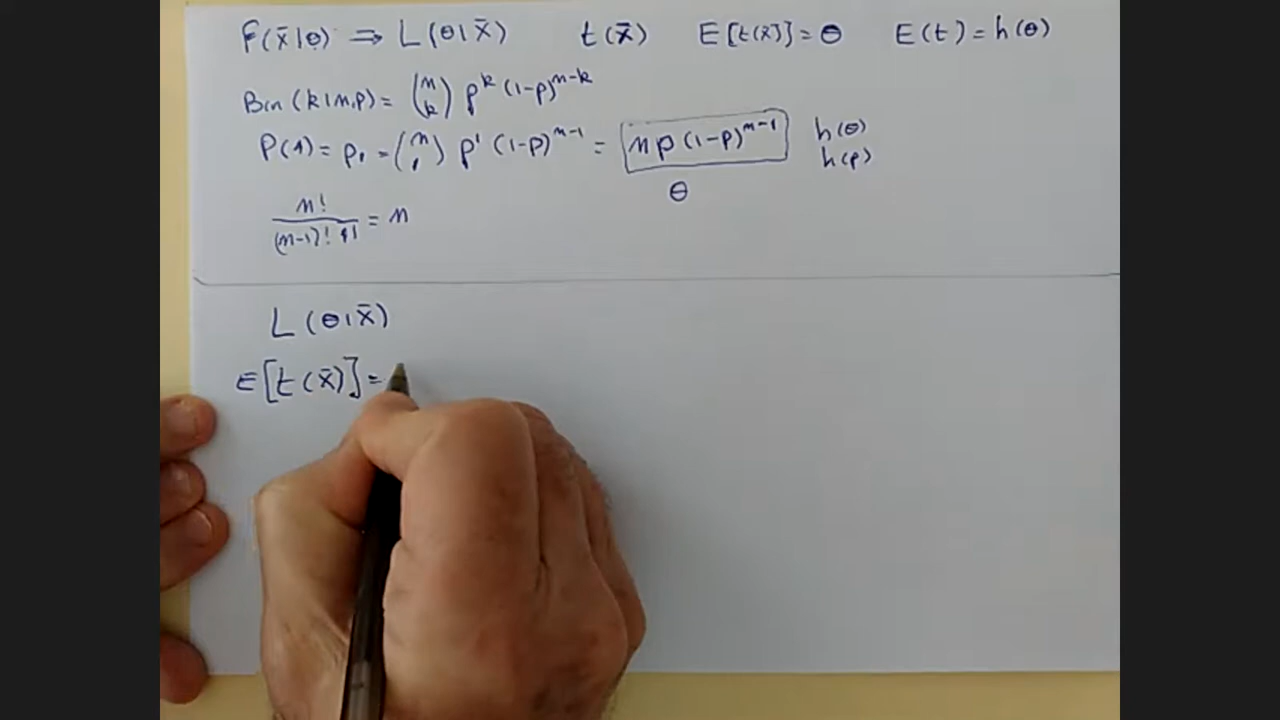 f(x̄|θ) ⇒ L(θ|x̄) t(x̄) E[t(x̄)] = θ E(t) = h(θ)
Bin(k|n,p) = (n k) p^k (1-p)^{n-k}
P(1) = p₁ = (n 1) p¹ (1-p)^{n-1} = n p (1-p)^{n-1} h(θ)
h(p)
θ
n!/((n-1)! 1!) = n
L(θ|x̄)
E[t(x̄)] =